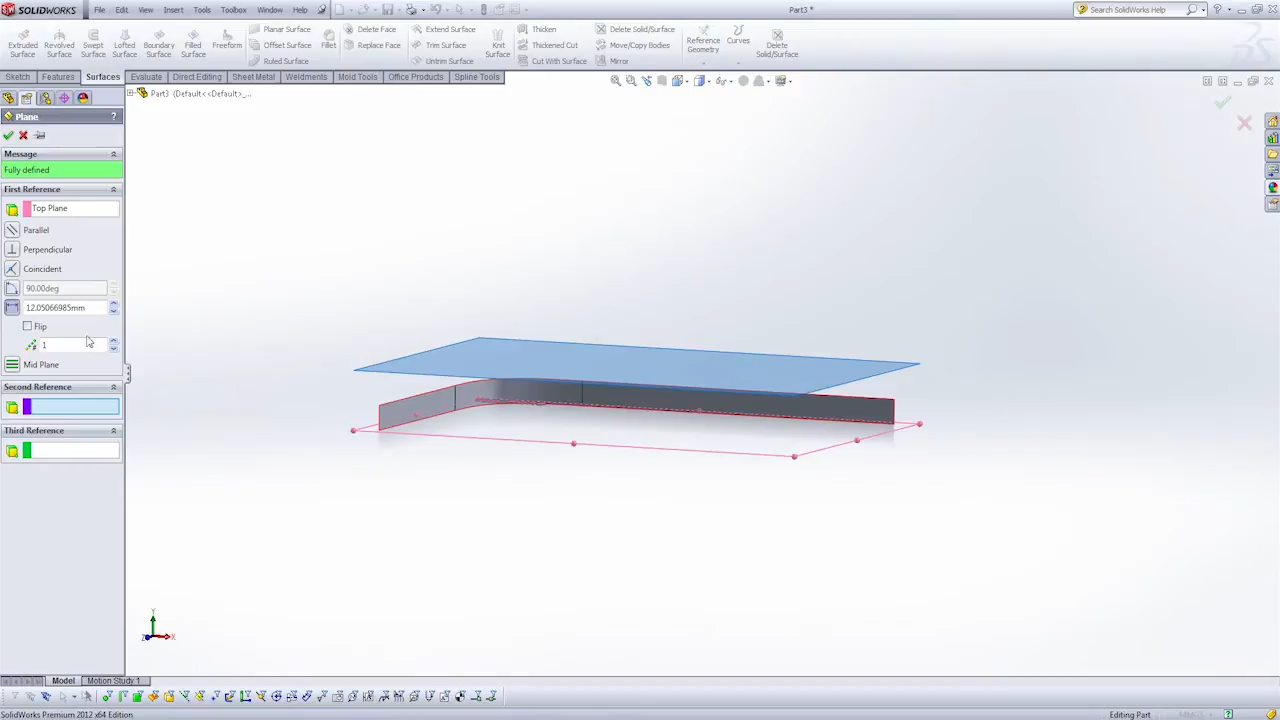 SOLIDWORKS File Edit View Insert Tools Toolbox Window Help Part3 * Search SolidWorks Help
Extruded Surface Revolved Surface Swept Surface Lofted Surface Boundary Surface Filled Surface Freeform
Planar Surface
Offset Surface
Ruled Surface
Fillet
Delete Face
Replace Face
Knit Surface
Extend Surface
Trim Surface
Untrim Surface
Thicken
Thickened Cut
Cut With Surface
Delete Solid/Surface
Move/Copy Bodies
Mirror
Reference Geometry
Curves
Delete Solid/Surface
Sketch Features Surfaces Evaluate Direct Editing Sheet Metal Weldments Mold Tools Office Products Spline Tools
Part3 (Default<<Default>_...
Plane ?
Message
Fully defined
First Reference
Top Plane
Parallel
Perpendicular
Coincident
90.00deg
12.05066985mm
Flip
1
Mid Plane
Second Reference
Third Reference
Y
Z X
Model Motion Study 1
SolidWorks Premium 2012 x64 Edition Editing Part MMGS